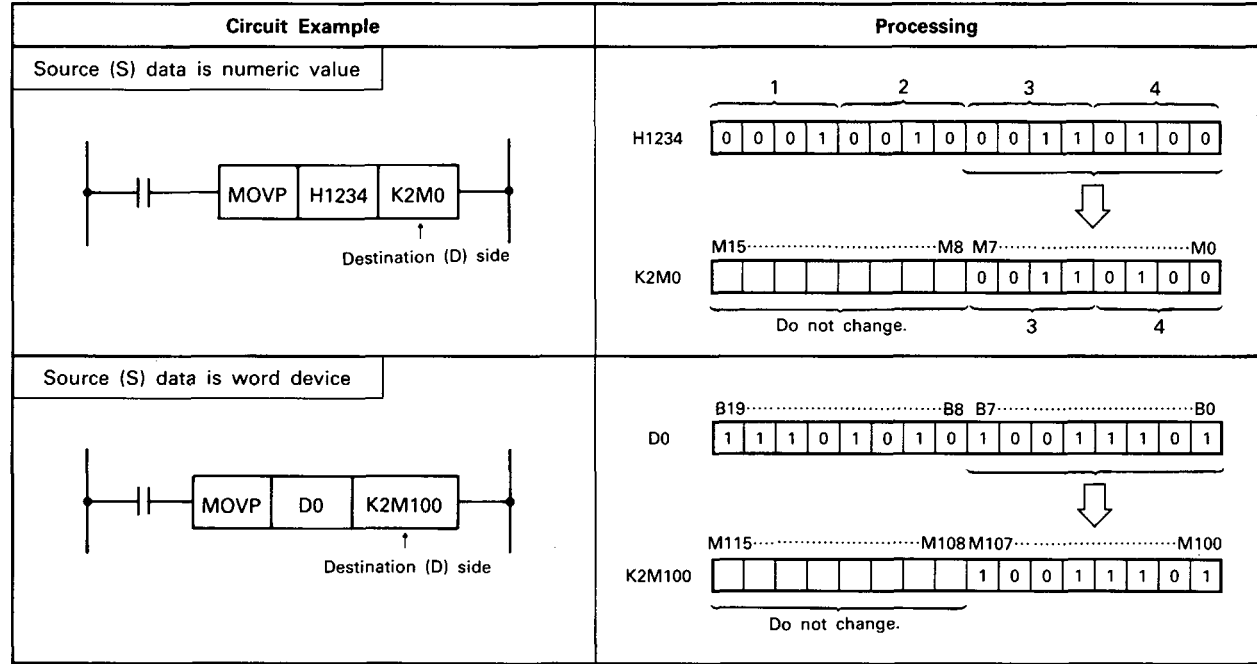 Circuit Example
Processing
Source (S) data is numeric value
MOVP H1234 K2M0
Destination (D) side
1 2 3 4
H1234 0 0 0 1 0 0 1 0 0 0 1 1 0 1 0 0
M15 M8 M7 M0
K2M0 0 0 1 1 0 1 0 0
Do not change. 3 4
Source (S) data is word device
MOVP D0 K2M100
Destination (D) side
B19 B8 B7 B0
D0 1 1 1 0 1 0 1 0 1 0 0 1 1 1 0 1
M115 M108 M107 M100
K2M100 1 0 0 1 1 1 0 1
Do not change.